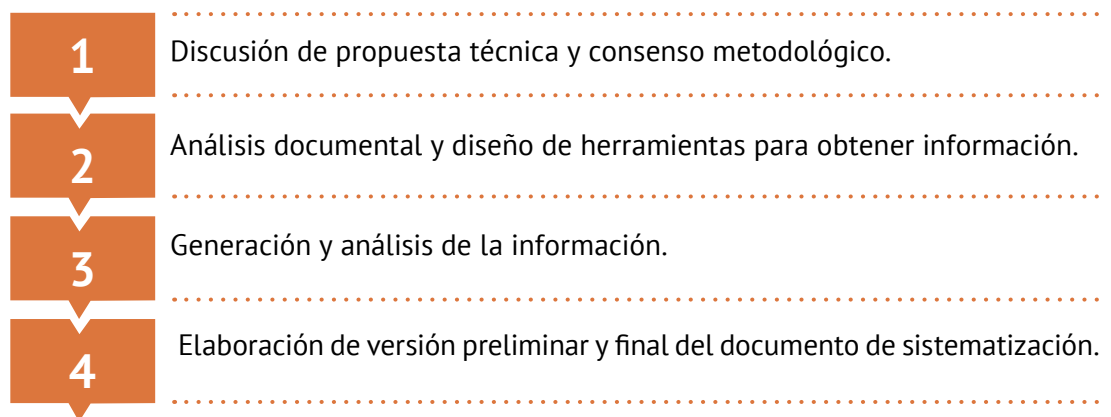 1
Discusión de propuesta técnica y consenso metodológico.
2
Análisis documental y diseño de herramientas para obtener información.
3
Generación y análisis de la información.
4
Elaboración de versión preliminar y final del documento de sistematización.